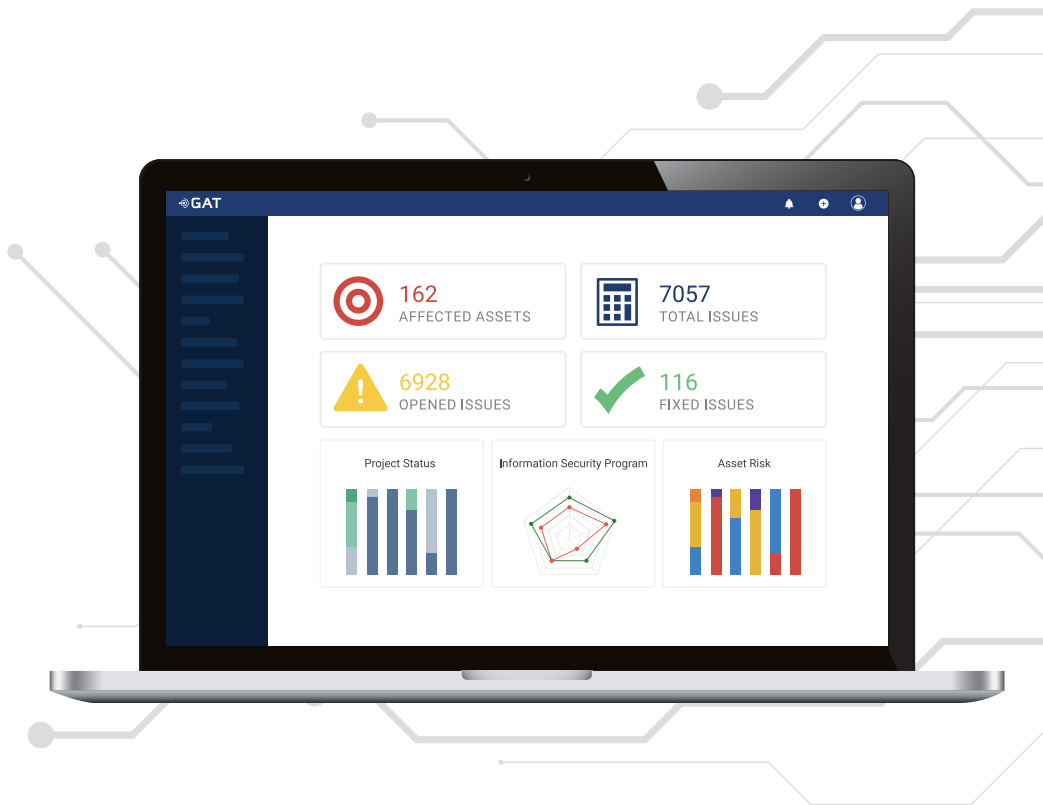 GAT
162
AFFECTED ASSETS
7057
TOTAL ISSUES
6928
OPENED ISSUES
116
FIXED ISSUES
Project Status
Information Security Program
Asset Risk